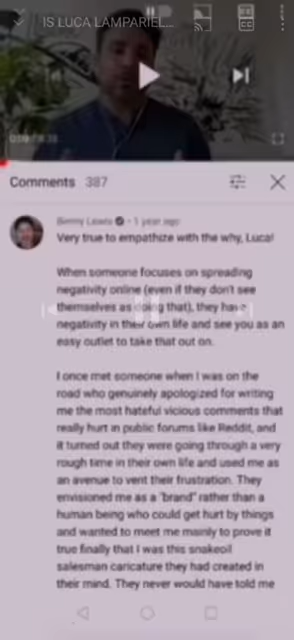 IS LUCA LAMPARIEL...
Comments 387
Benny Lewis • 1 year ago
Very true to empathize with the why, Luca!
When someone focuses on spreading
negativity online (even if they don't see
themselves as doing that), they have
negativity in their own life and see you as an
easy outlet to take that out on.
I once met someone when I was on the
road who genuinely apologized for writing
me the most hateful vicious comments that
really hurt in public forums like Reddit, and
it turned out they were going through a very
rough time in their own life and used me as
an avenue to vent their frustration. They
envisioned me as a "brand" rather than a
human being who could get hurt by things
and wanted to meet me mainly to prove it
true finally that I was this snakeoil
salesman caricature they had created in
their mind. They never would have told me